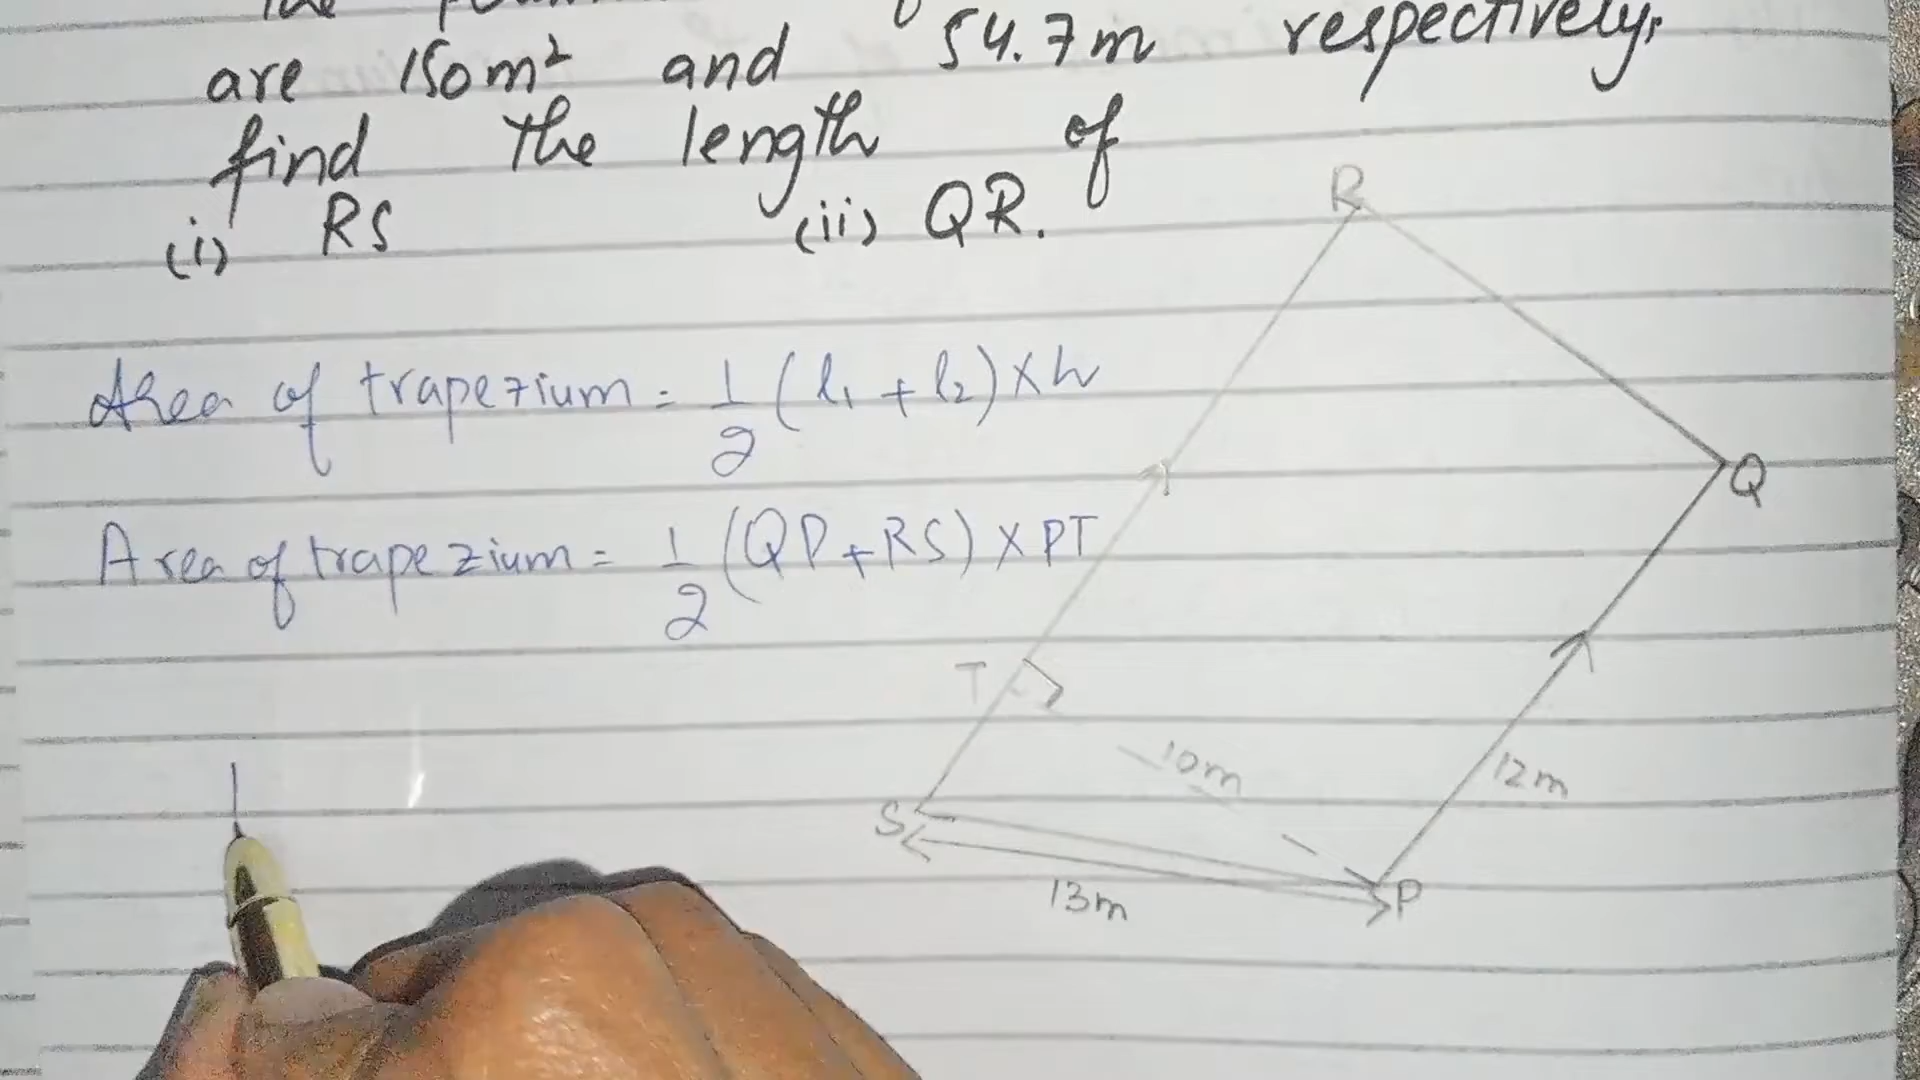 are 150m² and 54.7m respectively,
find the length of
(i) RS (ii) QR.
Area of trapezium = 1/2 (l₁ + l₂) × h
Area of trapezium = 1/2 (QP + RS) × PT
R
Q
T
10m
12m
S
13m
P